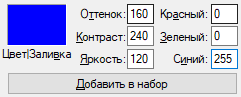 Оттенок: 160 Красный: 0
Контраст: 240 Зеленый: 0
Цвет|Заливка Яркость: 120 Синий: 255
Добавить в набор